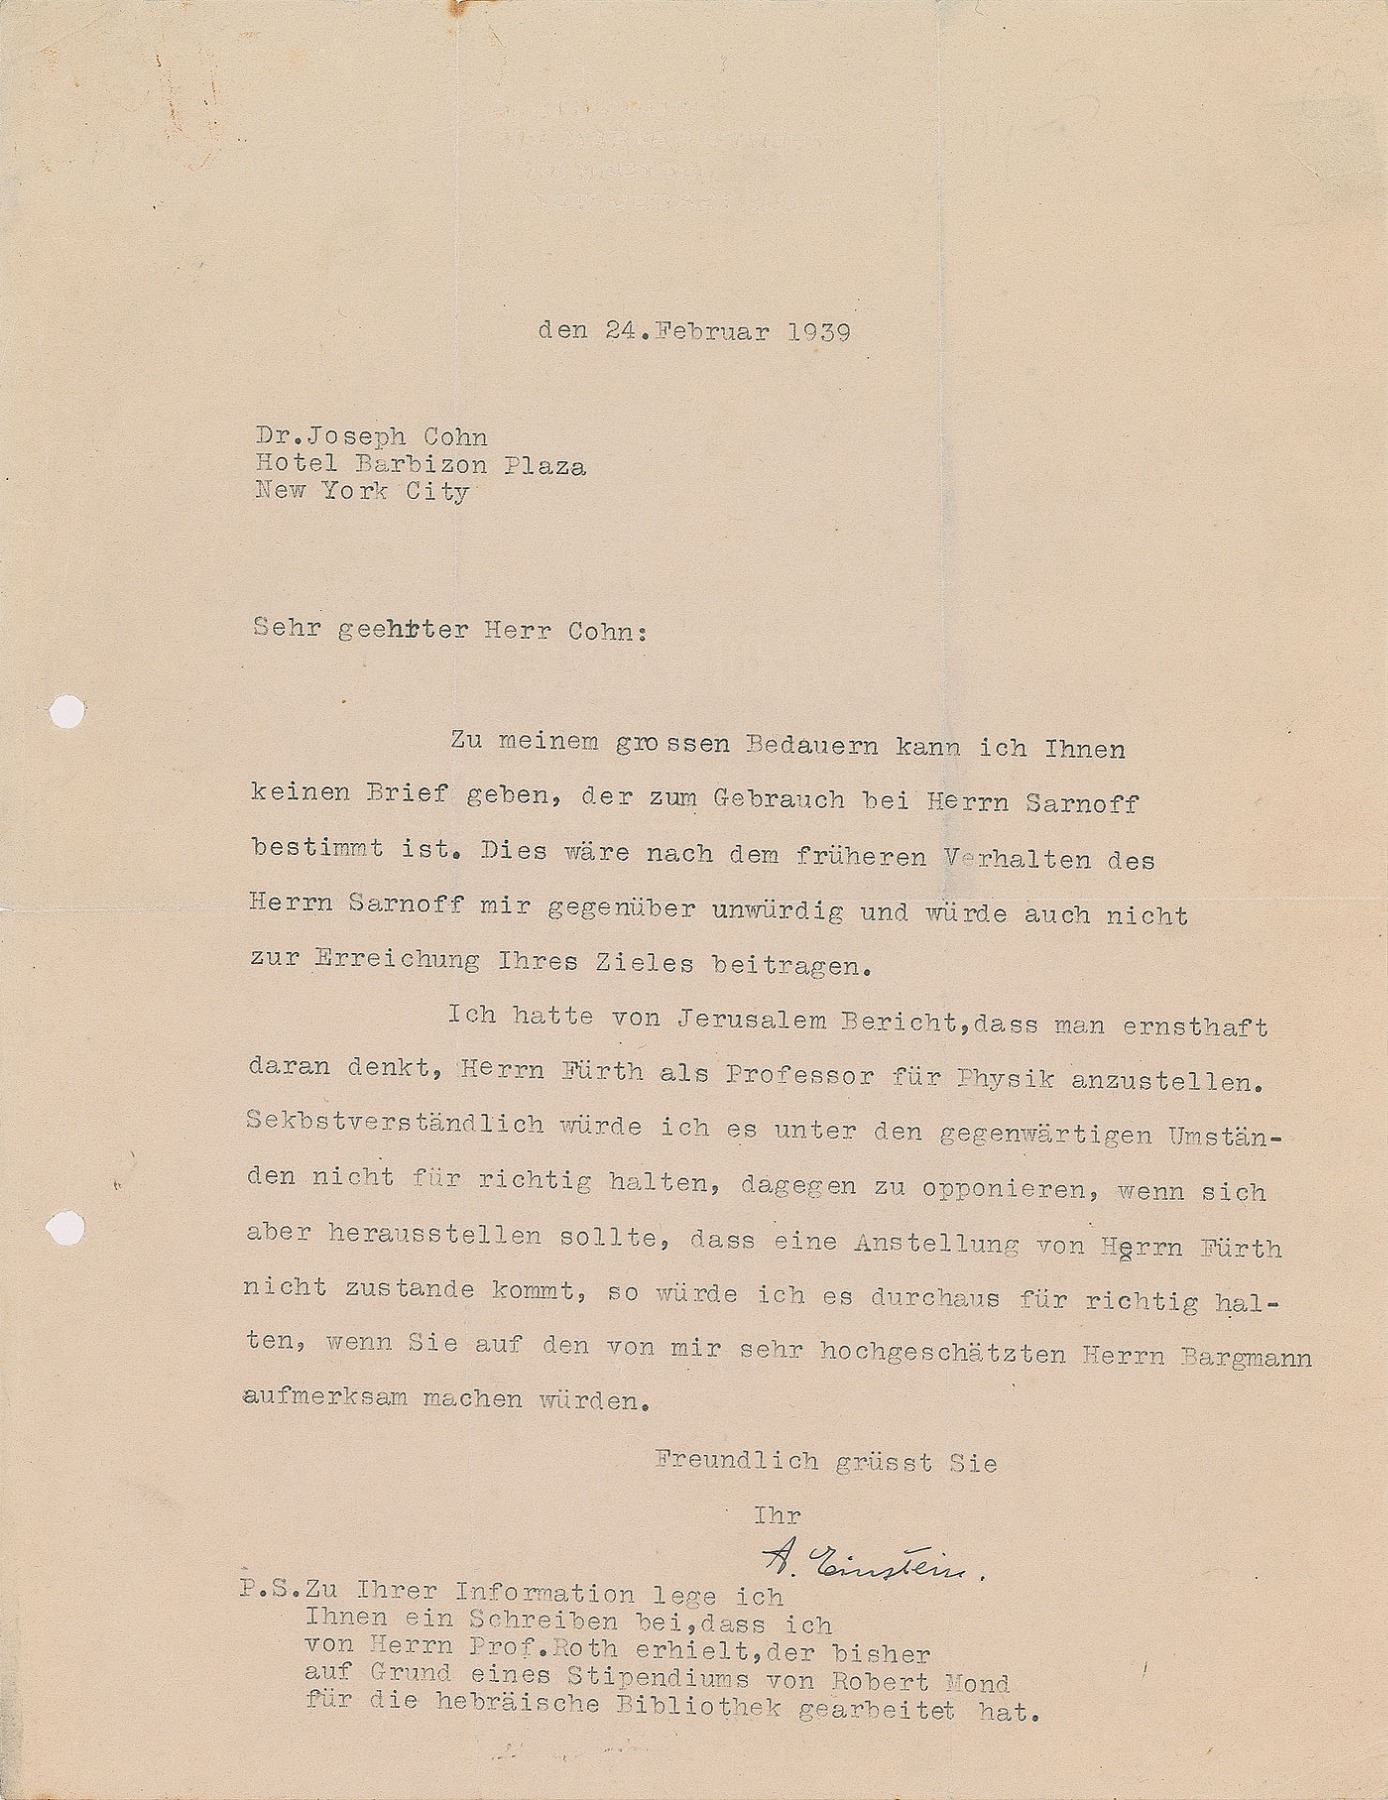 den 24.Februar 1939
Dr.Joseph Cohn
Hotel Barbizon Plaza
New York City
Sehr geehrter Herr Cohn:
Zu meinem grossen Bedauern kann ich Ihnen
keinen Brief geben, der zum Gebrauch bei Herrn Sarnoff
bestimmt ist. Dies wäre nach dem früheren Verhalten des
Herrn Sarnoff mir gegenüber unwürdig und würde auch nicht
zur Erreichung Ihres Zieles beitragen.
Ich hatte von Jerusalem Bericht,dass man ernsthaft
daran denkt, Herrn Fürth als Professor für Physik anzustellen.
Sekbstverständlich würde ich es unter den gegenwärtigen Umstän-
den nicht für richtig halten, dagegen zu opponieren, wenn sich
aber herausstellen sollte, dass eine Anstellung von Herrn Fürth
nicht zustande kommt, so würde ich es durchaus für richtig hal-
ten, wenn Sie auf den von mir sehr hochgeschätzten Herrn Bargmann
aufmerksam machen würden.
Freundlich grüsst Sie
Ihr
A. Einstein.
P.S.Zu Ihrer Information lege ich
Ihnen ein Schreiben bei,dass ich
von Herrn Prof.Roth erhielt,der bisher
auf Grund eines Stipendiums von Robert Mond
für die hebräische Bibliothek gearbeitet hat.